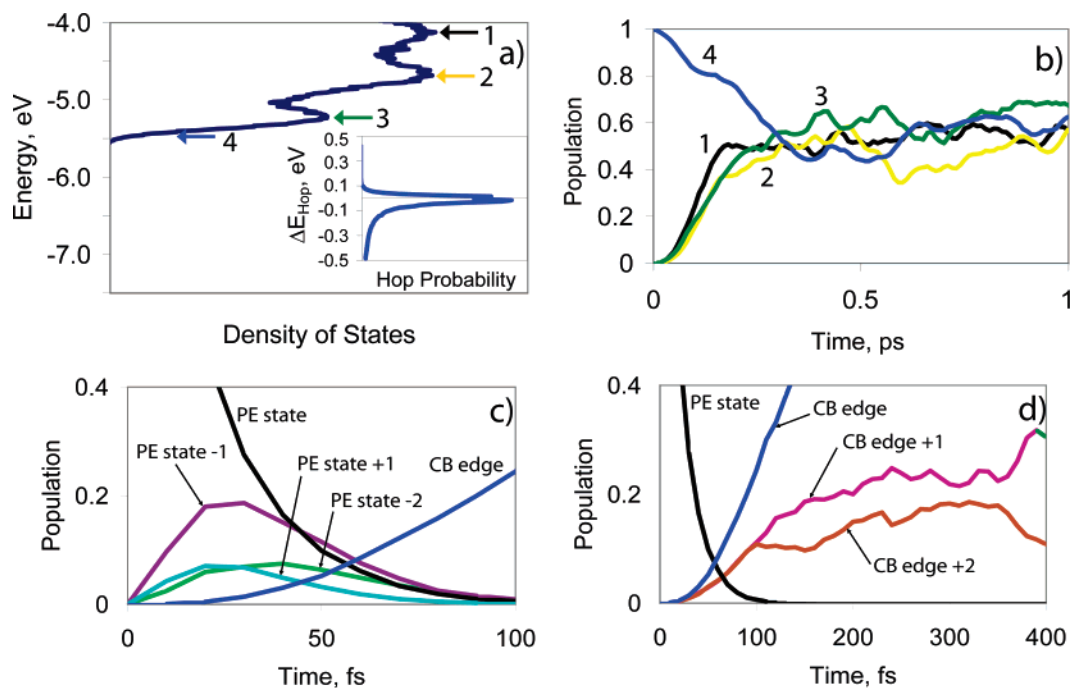 a)
-4.0
-5.0
-6.0
-7.0
Energy, eV
1
2
3
4
0.5
0.3
0.1
-0.1
-0.3
-0.5
ΔE_Hop, eV
Hop Probability
Density of States
b)
1
0.8
0.6
0.4
0.2
0
Population
4
3
1
2
0
0.5
1
Time, ps
c)
0.4
0.2
0
Population
PE state
PE state -1
PE state +1
PE state -2
CB edge
0
50
100
Time, fs
d)
0.4
0.2
0
Population
PE state
CB edge
CB edge +1
CB edge +2
0
100
200
300
400
Time, fs